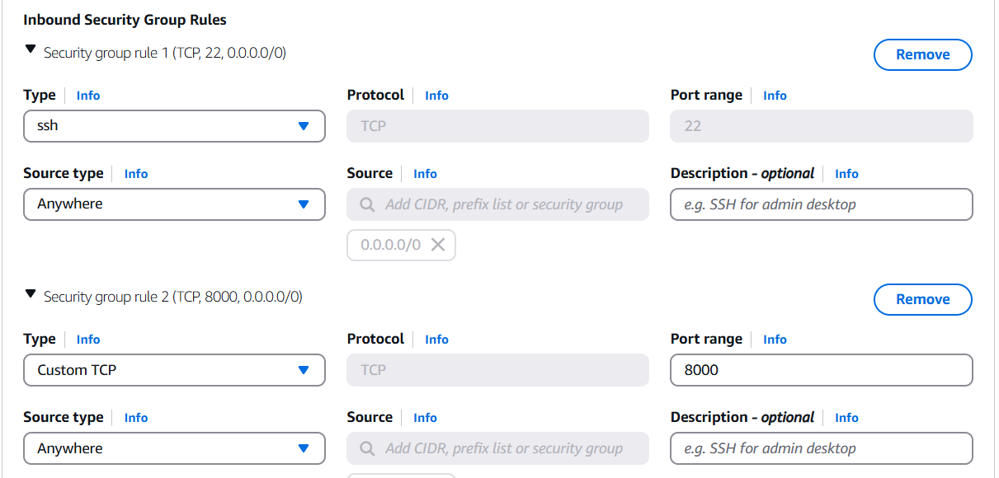 Inbound Security Group Rules
Security group rule 1 (TCP, 22, 0.0.0.0/0)
Remove
Type Info
Protocol Info
Port range Info
ssh
TCP
22
Source type Info
Source Info
Description - optional Info
Anywhere
Add CIDR, prefix list or security group
e.g. SSH for admin desktop
0.0.0.0/0
Security group rule 2 (TCP, 8000, 0.0.0.0/0)
Remove
Type Info
Protocol Info
Port range Info
Custom TCP
TCP
8000
Source type Info
Source Info
Description - optional Info
Anywhere
Add CIDR, prefix list or security group
e.g. SSH for admin desktop